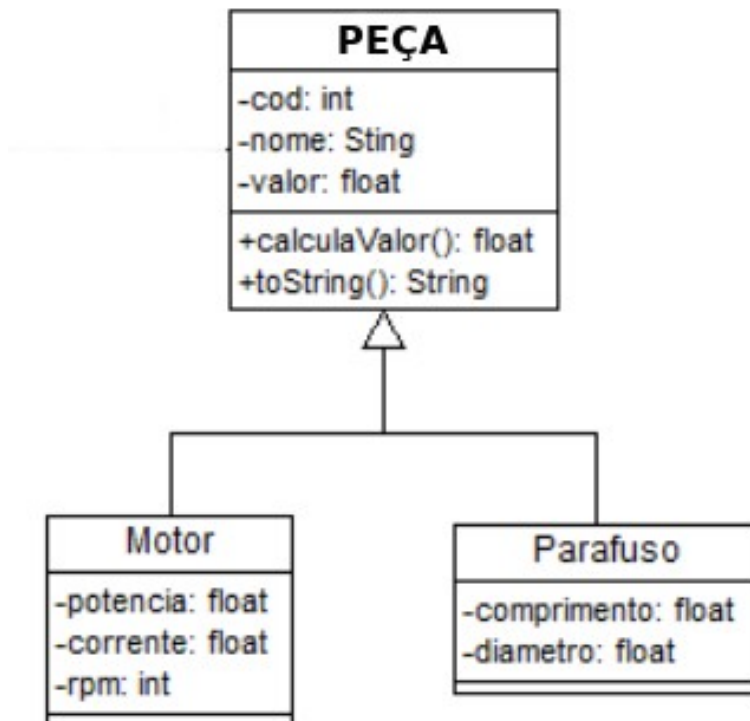 PEÇA
-cod: int
-nome: Sting
-valor: float
+calculaValor(): float
+toString(): String
Motor
-potencia: float
-corrente: float
-rpm: int
Parafuso
-comprimento: float
-diametro: float